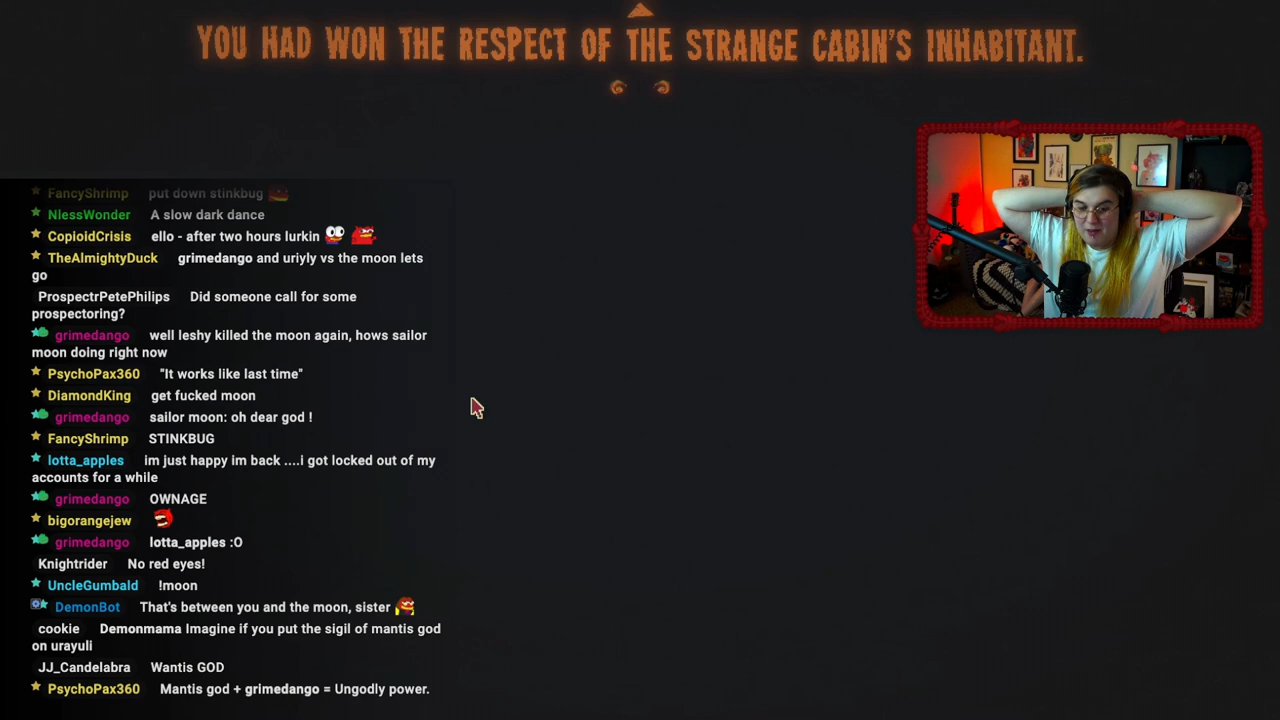 YOU HAD WON THE RESPECT OF THE STRANGE CABIN'S INHABITANT.
FancyShrimp put down stinkbug
NlessWonder A slow dark dance
CopioidCrisis ello - after two hours lurkin
TheAlmightyDuck grimedango and uriyly vs the moon lets
go
ProspectrPetePhilips Did someone call for some
prospectoring?
grimedango well leshy killed the moon again, hows sailor
moon doing right now
PsychoPax360 "It works like last time"
DiamondKing get fucked moon
grimedango sailor moon: oh dear god !
FancyShrimp STINKBUG
lotta_apples im just happy im back ....i got locked out of my
accounts for a while
grimedango OWNAGE
bigorangejew
grimedango lotta_apples :O
Knightrider No red eyes!
UncleGumbald !moon
DemonBot That's between you and the moon, sister
cookie Demonmama Imagine if you put the sigil of mantis god
on urayuli
JJ_Candelabra Wantis GOD
PsychoPax360 Mantis god + grimedango = Ungodly power.